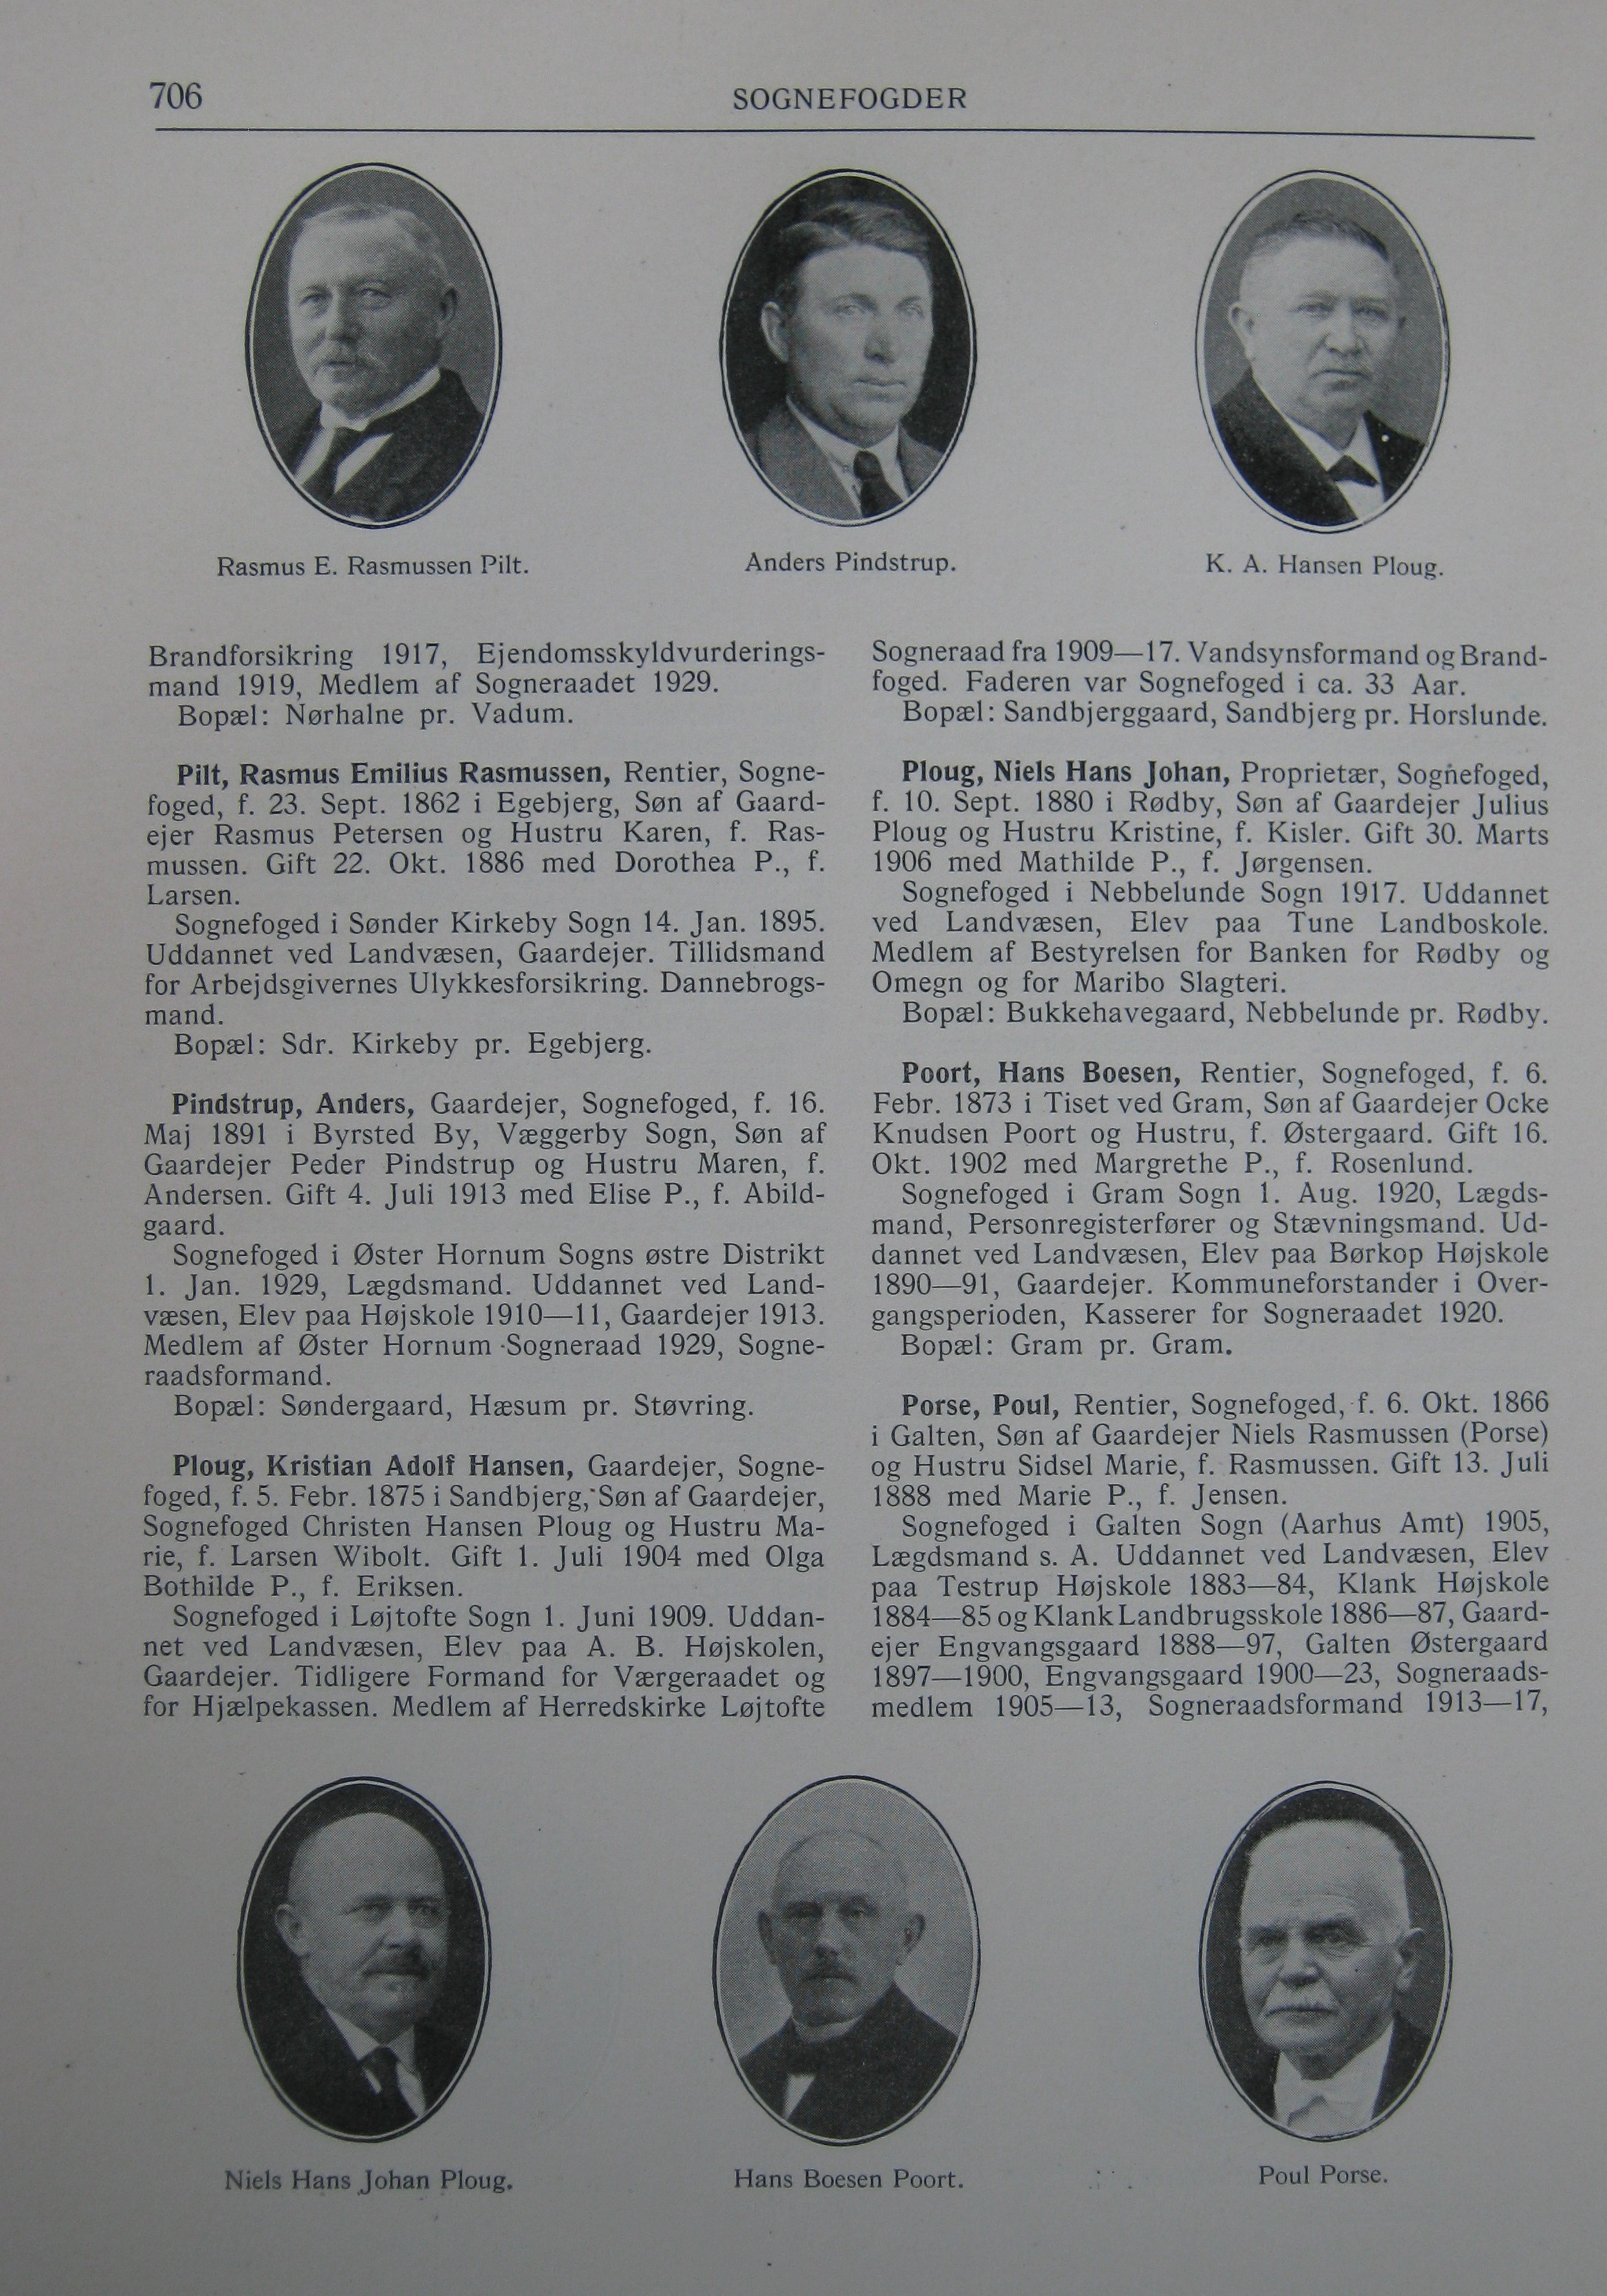 706
SOGNEFOGDER
Rasmus E. Rasmussen Pilt.
Anders Pindstrup.
K. A. Hansen Ploug.
Brandforsikring 1917, Ejendomsskyldvurderings-
mand 1919, Medlem af Sogneraadet 1929.
Bopæl: Nørhalne pr. Vadum.
Pilt, Rasmus Emilius Rasmussen, Rentier, Sogne-
foged, f. 23. Sept. 1862 i Egebjerg, Søn af Gaard-
ejer Rasmus Petersen og Hustru Karen, f. Ras-
mussen. Gift 22. Okt. 1886 med Dorothea P., f.
Larsen.
Sognefoged i Sønder Kirkeby Sogn 14. Jan. 1895.
Uddannet ved Landvæsen, Gaardejer. Tillidsmand
for Arbejdsgivernes Ulykkesforsikring. Dannebrogs-
mand.
Bopæl: Sdr. Kirkeby pr. Egebjerg.
Pindstrup, Anders, Gaardejer, Sognefoged, f. 16.
Maj 1891 i Byrsted By, Væggerby Sogn, Søn af
Gaardejer Peder Pindstrup og Hustru Maren, f.
Andersen. Gift 4. Juli 1913 med Elise P., f. Abild-
gaard.
Sognefoged i Øster Hornum Sogns østre Distrikt
1. Jan. 1929, Lægdsmand. Uddannet ved Land-
væsen, Elev paa Højskole 1910—11, Gaardejer 1913.
Medlem af Øster Hornum Sogneraad 1929, Sogne-
raadsformand.
Bopæl: Søndergaard, Hæsum pr. Støvring.
Ploug, Kristian Adolf Hansen, Gaardejer, Sogne-
foged, f. 5. Febr. 1875 i Sandbjerg, Søn af Gaardejer,
Sognefoged Christen Hansen Ploug og Hustru Ma-
rie, f. Larsen Wibolt. Gift 1. Juli 1904 med Olga
Bothilde P., f. Eriksen.
Sognefoged i Løjtofte Sogn 1. Juni 1909. Uddan-
net ved Landvæsen, Elev paa A. B. Højskolen,
Gaardejer. Tidligere Formand for Værgeraadet og
for Hjælpekassen. Medlem af Herredskirke Løjtofte
Sogneraad fra 1909—17. Vandsynsformand og Brand-
foged. Faderen var Sognefoged i ca. 33 Aar.
Bopæl: Sandbjerggaard, Sandbjerg pr. Horslunde.
Ploug, Niels Hans Johan, Proprietær, Sognefoged,
f. 10. Sept. 1880 i Rødby, Søn af Gaardejer Julius
Ploug og Hustru Kristine, f. Kisler. Gift 30. Marts
1906 med Mathilde P., f. Jørgensen.
Sognefoged i Nebbelunde Sogn 1917. Uddannet
ved Landvæsen, Elev paa Tune Landboskole.
Medlem af Bestyrelsen for Banken for Rødby og
Omegn og for Maribo Slagteri.
Bopæl: Bukkehavegaard, Nebbelunde pr. Rødby.
Poort, Hans Boesen, Rentier, Sognefoged, f. 6.
Febr. 1873 i Tiset ved Gram, Søn af Gaardejer Ocke
Knudsen Poort og Hustru, f. Østergaard. Gift 16.
Okt. 1902 med Margrethe P., f. Rosenlund.
Sognefoged i Gram Sogn 1. Aug. 1920, Lægds-
mand, Personregisterfører og Stævningsmand. Ud-
dannet ved Landvæsen, Elev paa Børkop Højskole
1890—91, Gaardejer. Kommuneforstander i Over-
gangsperioden, Kasserer for Sogneraadet 1920.
Bopæl: Gram pr. Gram.
Porse, Poul, Rentier, Sognefoged, f. 6. Okt. 1866
i Galten, Søn af Gaardejer Niels Rasmussen (Porse)
og Hustru Sidsel Marie, f. Rasmussen. Gift 13. Juli
1888 med Marie P., f. Jensen.
Sognefoged i Galten Sogn (Aarhus Amt) 1905,
Lægdsmand s. A. Uddannet ved Landvæsen, Elev
paa Testrup Højskole 1883—84, Klank Højskole
1884—85 og Klank Landbrugsskole 1886—87, Gaard-
ejer Engvangsgaard 1888—97, Galten Østergaard
1897—1900, Engvangsgaard 1900—23, Sogneraads-
medlem 1905—13, Sogneraadsformand 1913—17,
Niels Hans Johan Ploug.
Hans Boesen Poort.
Poul Porse.